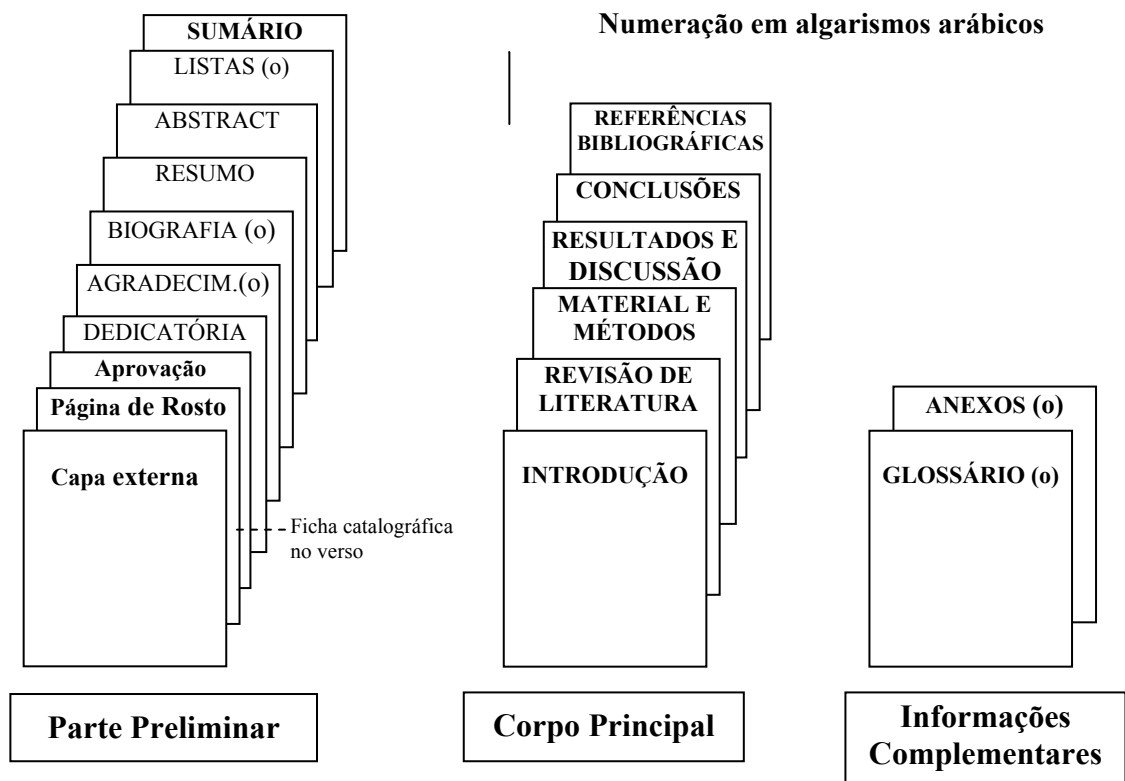 Numeração em algarismos arábicos
SUMÁRIO
LISTAS (o)
ABSTRACT
RESUMO
BIOGRAFIA (o)
AGRADECIM.(o)
DEDICATÓRIA
Aprovação
Página de Rosto
Capa externa
Ficha catalográfica
no verso
Parte Preliminar
REFERÊNCIAS
BIBLIOGRÁFICAS
CONCLUSÕES
RESULTADOS E
DISCUSSÃO
MATERIAL E
MÉTODOS
REVISÃO DE
LITERATURA
INTRODUÇÃO
Corpo Principal
ANEXOS (o)
GLOSSÁRIO (o)
Informações
Complementares